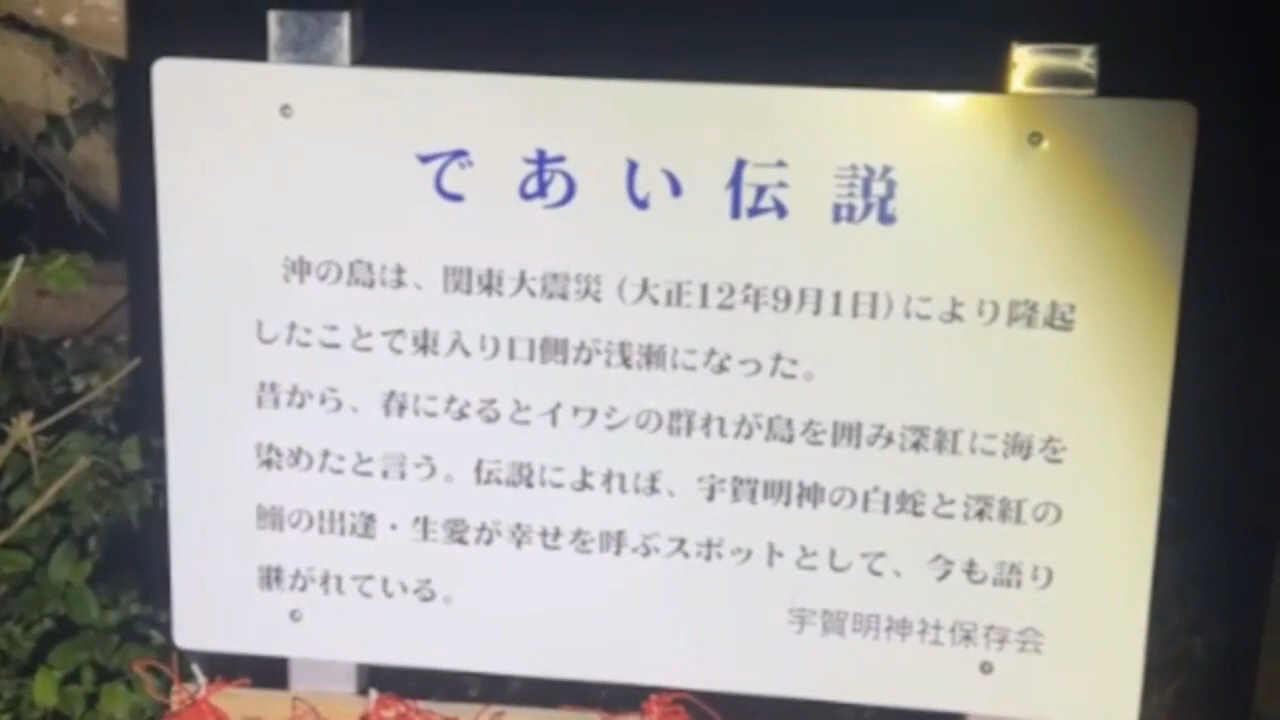 であい伝説
沖の島は、関東大震災(大正12年9月1日)により隆起
したことで東入り口側が浅瀬になった。
昔から、春になるとイワシの群れが島を囲み深紅に海を
染めたと言う。伝説によれば、宇賀明神の白蛇と深紅の
鰯の出逢・生愛が幸せを呼ぶスポットとして、今も語り
継がれている。
宇賀明神社保存会